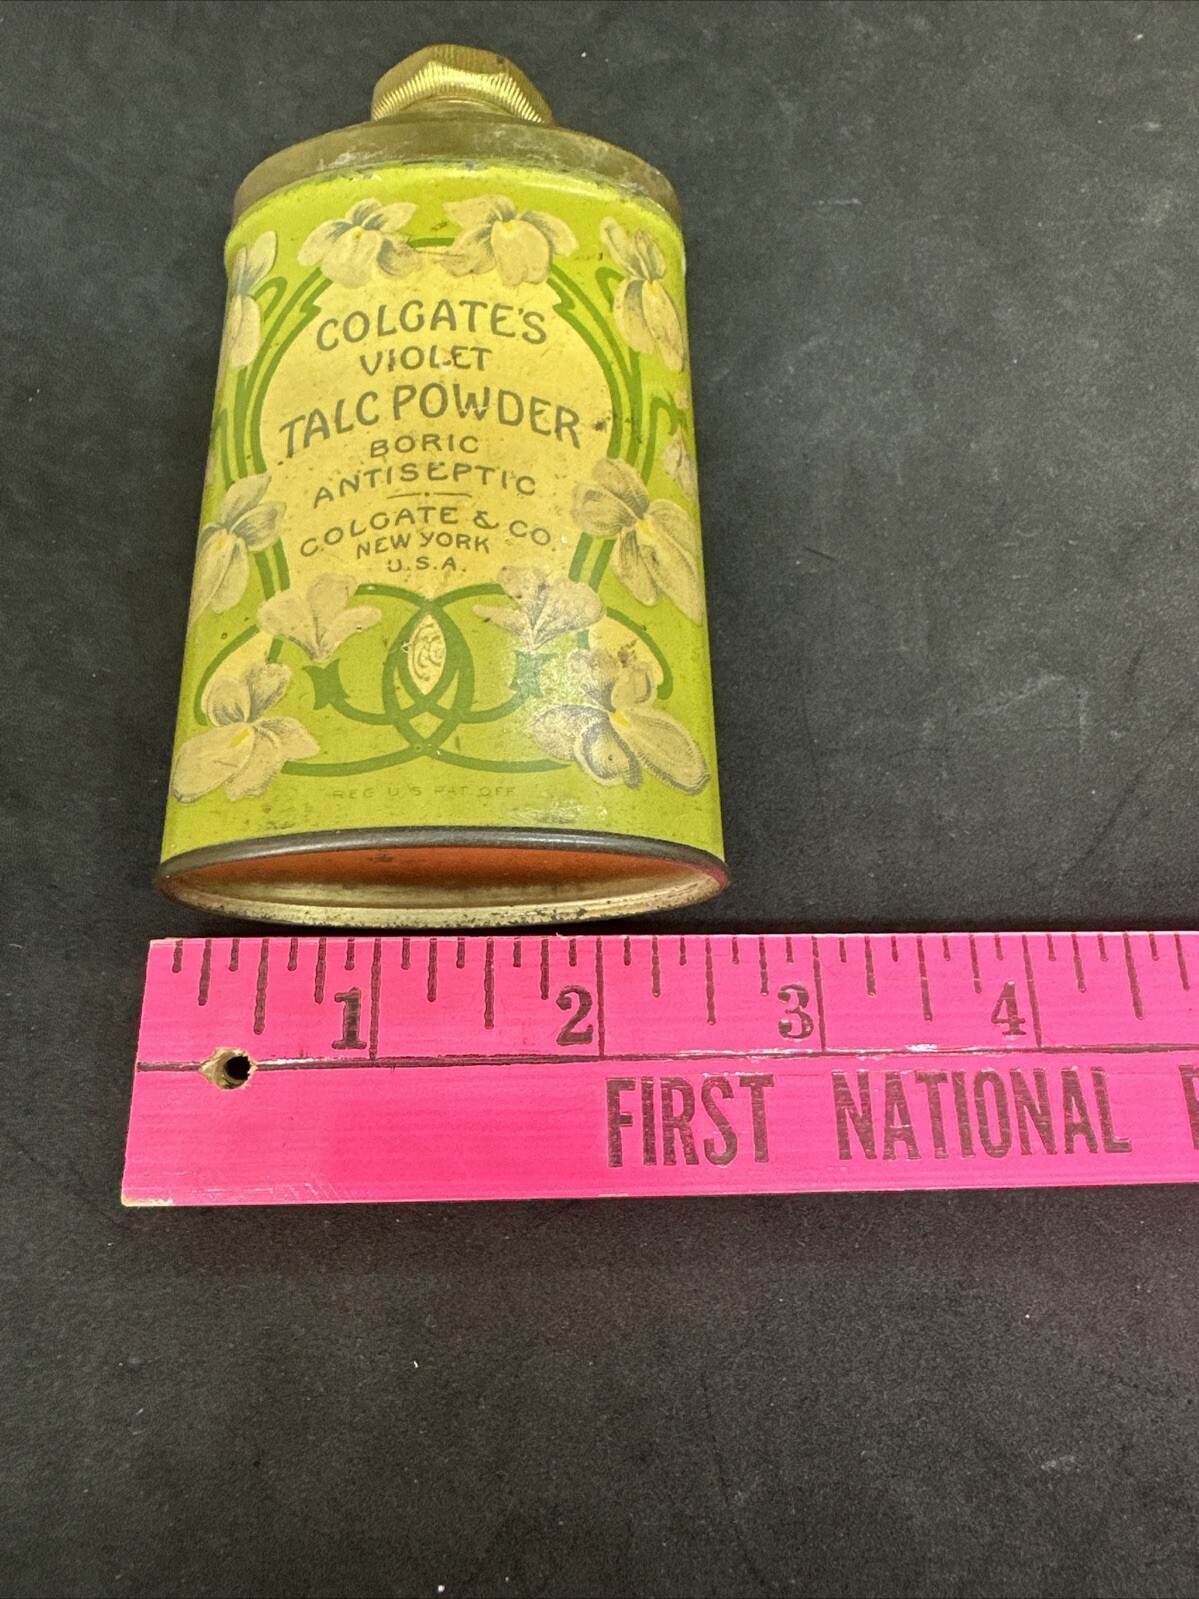 COLGATE'S
VIOLET
TALC POWDER
BORIC
ANTISEPTIC
COLGATE & CO.
NEW YORK
U.S.A.
REG U S PAT OFF
1 2 3 4
FIRST NATIONAL